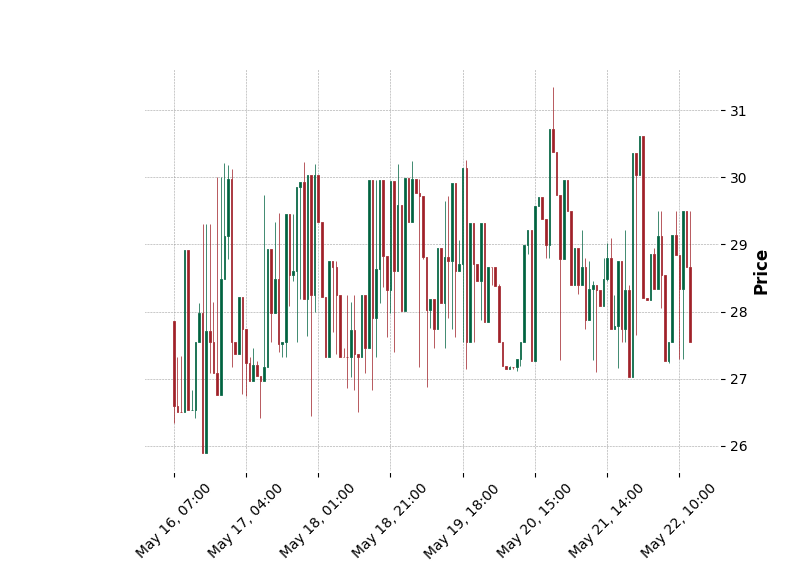 31
30
29
28
27
26
Price
May 16, 07:00
May 17, 04:00
May 18, 01:00
May 18, 21:00
May 19, 18:00
May 20, 15:00
May 21, 14:00
May 22, 10:00